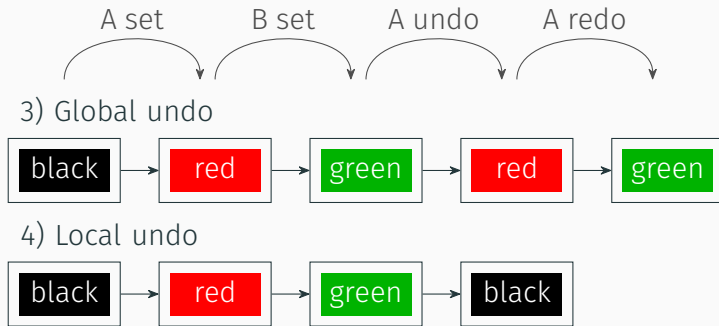 A set B set A undo A redo
3) Global undo
black red green red green
4) Local undo
black red green black